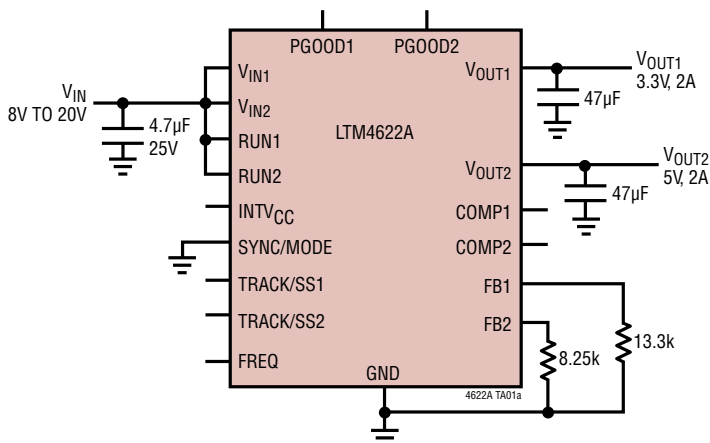 PGOOD1
PGOOD2
VIN
8V TO 20V
4.7µF
25V
VIN1
VIN2
RUN1
RUN2
INTVCC
SYNC/MODE
TRACK/SS1
TRACK/SS2
FREQ
LTM4622A
GND
VOUT1
VOUT2
COMP1
COMP2
FB1
FB2
47µF
VOUT1
3.3V, 2A
47µF
VOUT2
5V, 2A
8.25k
13.3k
4622A TA01a